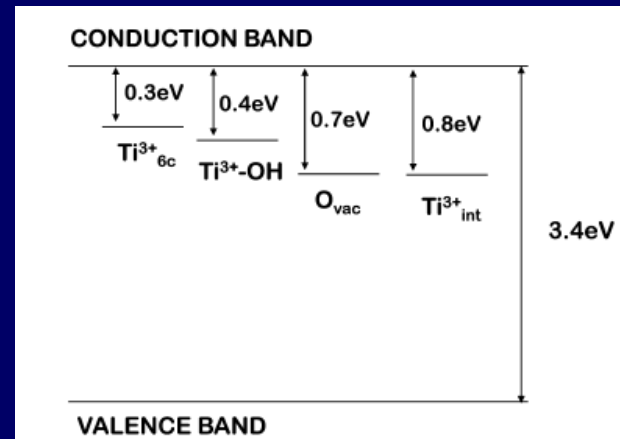 CONDUCTION BAND
0.3eV
0.4eV
0.7eV
0.8eV
Ti³⁺6c
Ti³⁺-OH
Ovac
Ti³⁺int
3.4eV
VALENCE BAND